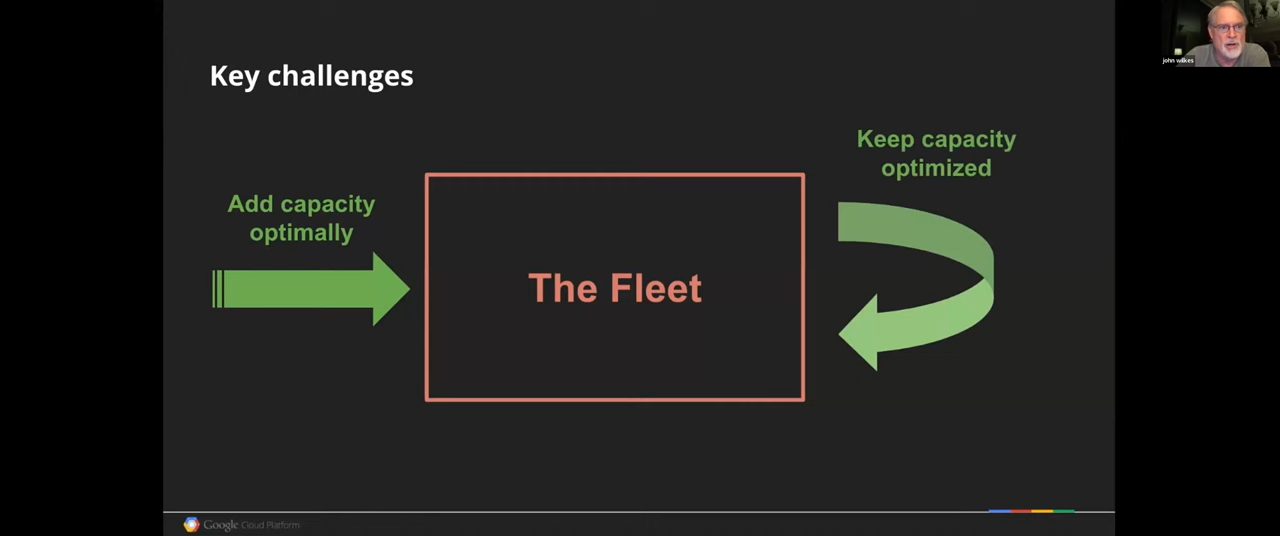 Key challenges
john wilkes
Keep capacity
optimized
Add capacity
optimally
The Fleet
Google Cloud Platform